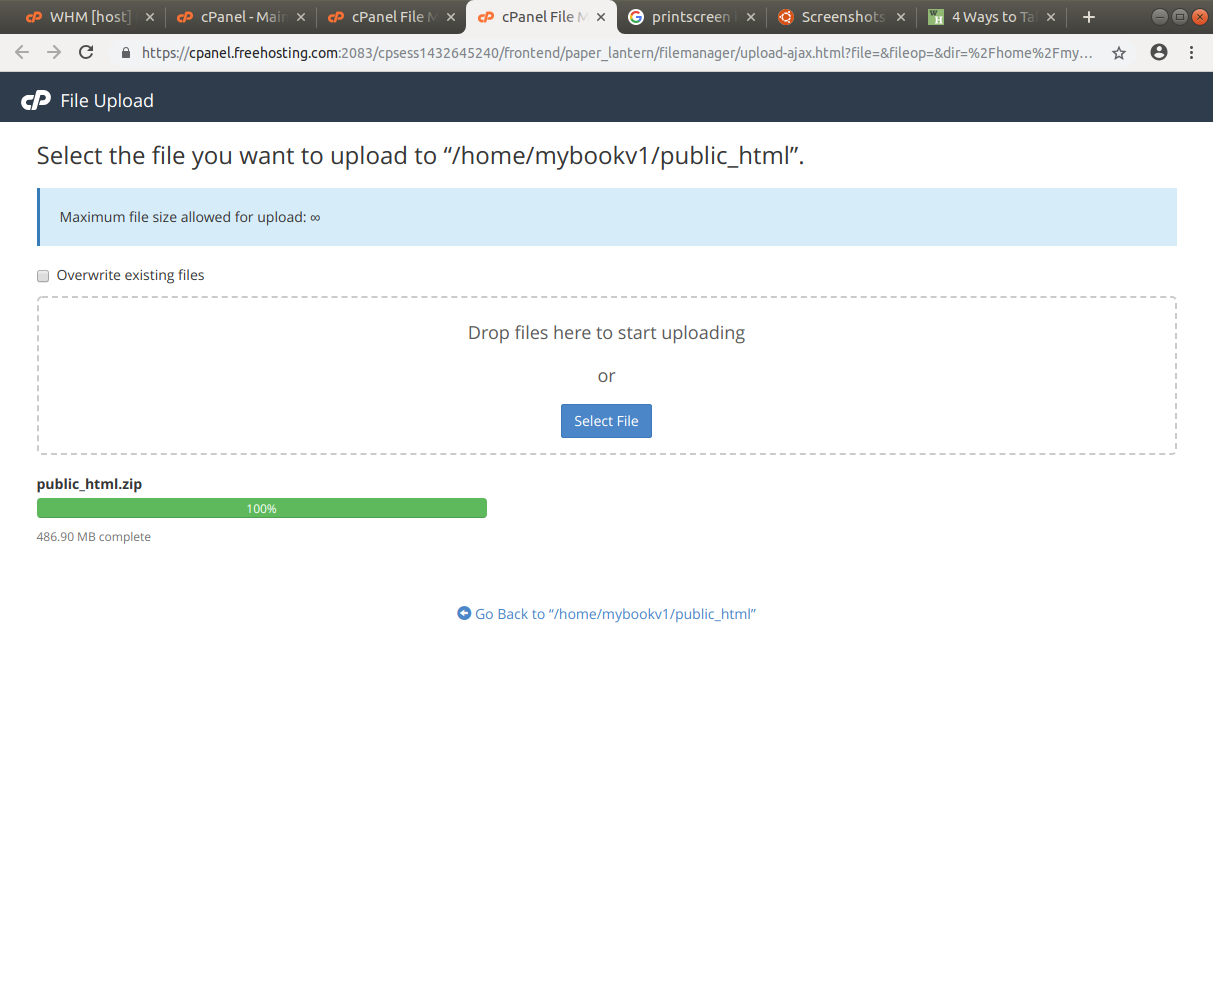 WHM [host]
cPanel - Main
cPanel File M
cPanel File M
printscreen
Screenshots
4 Ways to Ta
https://cpanel.freehosting.com:2083/cpsess1432645240/frontend/paper_lantern/filemanager/upload-ajax.html?file=&fileop=&dir=%2Fhome%2Fmy...
cP File Upload
Select the file you want to upload to “/home/mybookv1/public_html”.
Maximum file size allowed for upload: ∞
Overwrite existing files
Drop files here to start uploading
or
Select File
public_html.zip
100%
486.90 MB complete
Go Back to “/home/mybookv1/public_html”